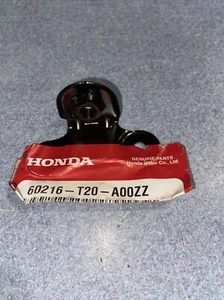 HONDA
GENUINE PARTS
Honda Motor Co., Ltd.
60216-T20-A00ZZ